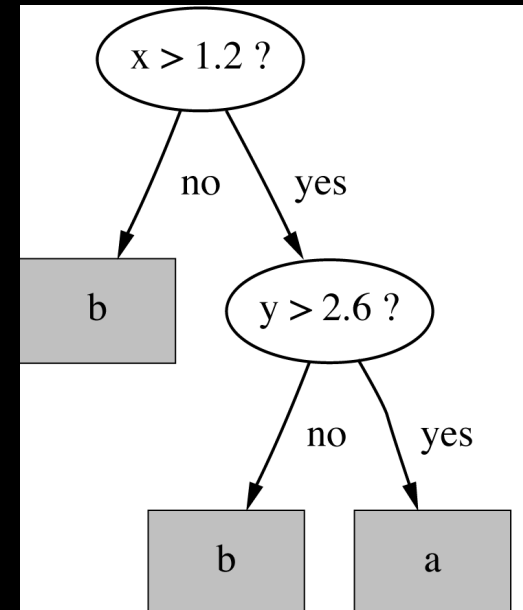 x > 1.2 ?
no yes
b
y > 2.6 ?
no yes
b a